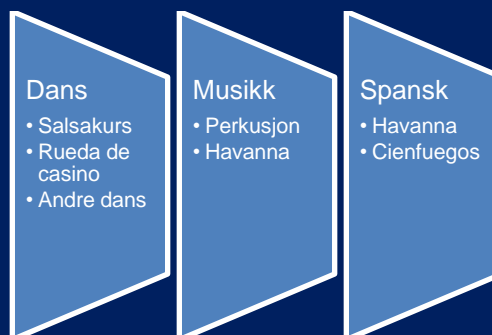 Dans
• Salsakurs
• Rueda de
casino
• Andre dans
Musikk
• Perkusjon
• Havanna
Spansk
• Havanna
• Cienfuegos